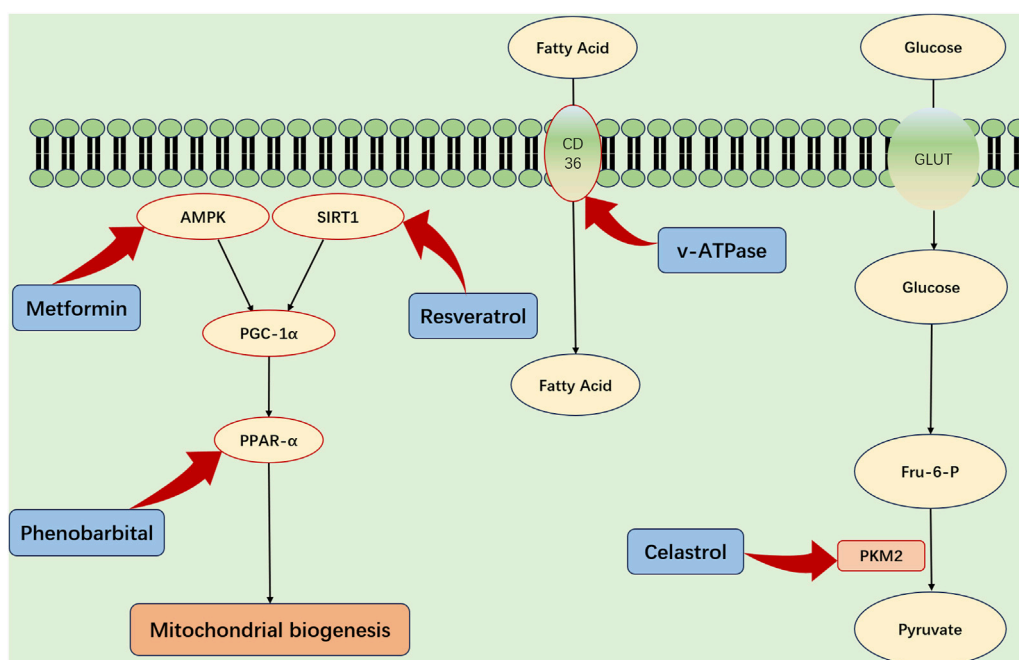 Fatty Acid
Glucose
CD
36
GLUT
AMPK
SIRT1
v-ATPase
Metformin
Resveratrol
Glucose
PGC-1α
Fatty Acid
PPAR-α
Fru-6-P
Phenobarbital
Celastrol
PKM2
Mitochondrial biogenesis
Pyruvate